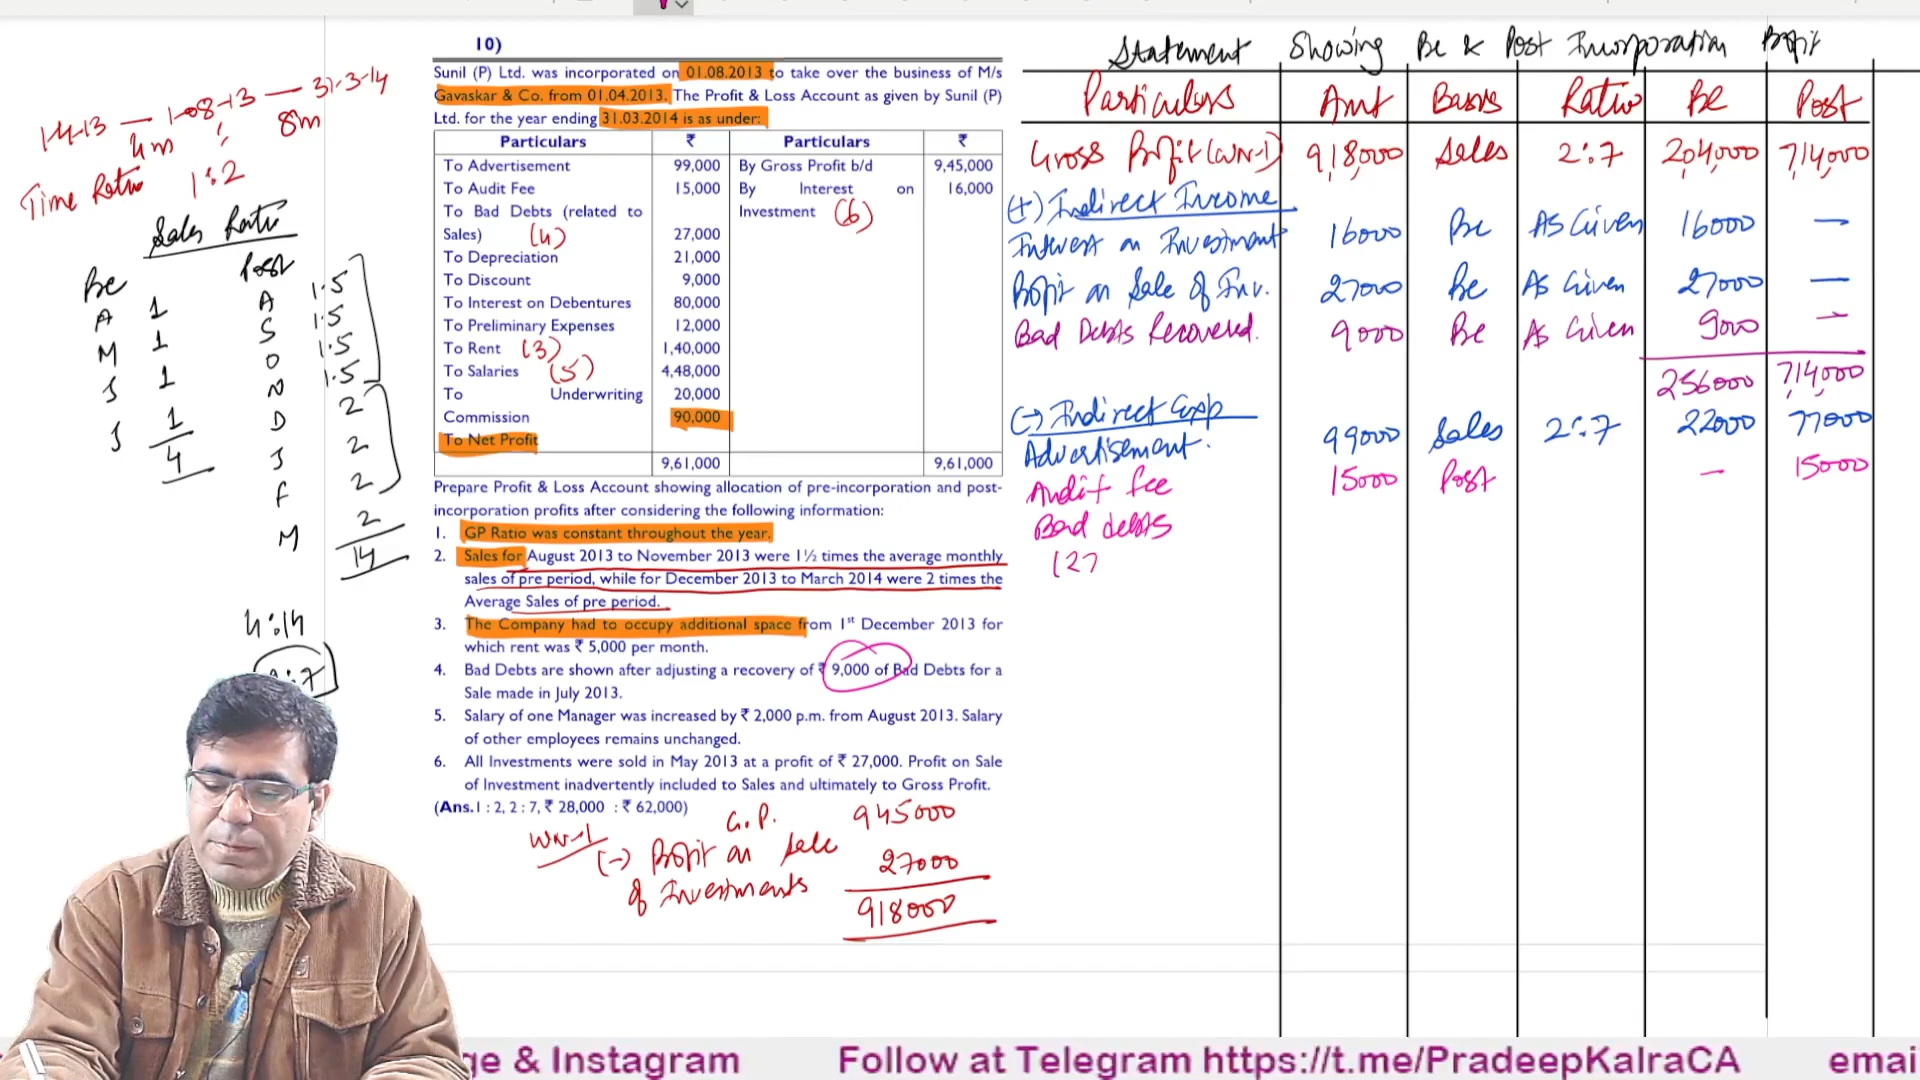 10)
Sunil (P) Ltd. was incorporated on 01.08.2013 to take over the business of M/s
Gavaskar & Co. from 01.04.2013. The Profit & Loss Account as given by Sunil (P)
Ltd. for the year ending 31.03.2014 is as under:
Particulars ₹ Particulars ₹
To Advertisement 99,000 By Gross Profit b/d 9,45,000
To Audit Fee 15,000 By Interest on 16,000
To Bad Debts (related to Investment (6)
Sales) (4) 27,000
To Depreciation 21,000
To Discount 9,000
To Interest on Debentures 80,000
To Preliminary Expenses 12,000
To Rent (3) 1,40,000
To Salaries (5) 4,48,000
To Underwriting 20,000
Commission 90,000
To Net Profit
9,61,000 9,61,000
Prepare Profit & Loss Account showing allocation of pre-incorporation and post-
incorporation profits after considering the following information:
1. GP Ratio was constant throughout the year.
2. Sales for August 2013 to November 2013 were 1½ times the average monthly
sales of pre period, while for December 2013 to March 2014 were 2 times the
Average Sales of pre period.
3. The Company had to occupy additional space from 1st December 2013 for
which rent was ₹ 5,000 per month.
4. Bad Debts are shown after adjusting a recovery of ₹ 9,000 of Bad Debts for a
Sale made in July 2013.
5. Salary of one Manager was increased by ₹ 2,000 p.m. from August 2013. Salary
of other employees remains unchanged.
6. All Investments were sold in May 2013 at a profit of ₹ 27,000. Profit on Sale
of Investment inadvertently included to Sales and ultimately to Gross Profit.
(Ans.1 : 2, 2 : 7, ₹ 28,000 : ₹ 62,000)
WN-1 G.P. 945000
(-) Profit on Sale 27000
of Investments
918000
1-4-13 — 1-08-13 — 31-3-14
4m 8m
Time Ratio 1:2
Sales Ratio
Pre Post
A 1 A 1.5
M 1 S 1.5
J 1 O 1.5
J 1 N 1.5
4 D 2
J 2
F 2
M 2
14
4:14
:7
Statement Showing Pre & Post Incorporation Profit
Particulars Amt Basis Ratio Pre Post
Gross Profit (WN-1) 918000 Sales 2:7 204000 714000
(+) Indirect Income
Interest on Investment 16000 Pre As Given 16000 —
Profit on Sale of Inv. 27000 Pre As Given 27000 —
Bad Debts Recovered. 9000 Pre As Given 9000 —
256000 714000
(-) Indirect Exp
Advertisement. 99000 Sales 2:7 22000 77000
Audit fee 15000 Post — 15000
Bad debts
(27
ge & Instagram Follow at Telegram https://t.me/PradeepKalraCA emai